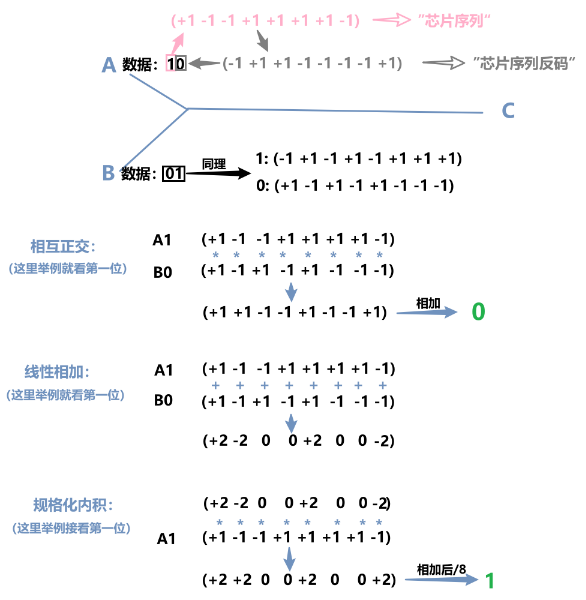 (+1 -1 -1 +1 +1 +1 +1 -1) "芯片序列"
A 数据: 10 (-1 +1 +1 -1 -1 -1 -1 +1) "芯片序列反码"
C
B 数据: 01 同理 1: (-1 +1 -1 +1 -1 +1 +1 +1)
0: (+1 -1 +1 -1 +1 -1 -1 -1)
相互正交: A1 (+1 -1 -1 +1 +1 +1 +1 -1)
(这里举例就看第一位) * * * * * * * *
B0 (+1 -1 +1 -1 +1 -1 -1 -1)
(+1 +1 -1 -1 +1 -1 -1 +1) 相加 0
线性相加: A1 (+1 -1 -1 +1 +1 +1 +1 -1)
(这里举例就看第一位) + + + + + + + +
B0 (+1 -1 +1 -1 +1 -1 -1 -1)
(+2 -2 0 0 +2 0 0 -2)
规格化内积: (+2 -2 0 0 +2 0 0 -2)
(这里举例接看第一位) * * * * * * * *
A1 (+1 -1 -1 +1 +1 +1 +1 -1)
(+2 +2 0 0 +2 0 0 +2) 相加后/8 1